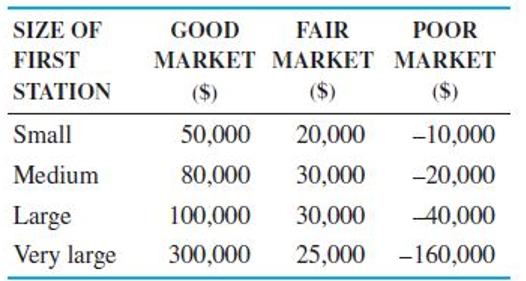 SIZE OF GOOD FAIR POOR
FIRST MARKET MARKET MARKET
STATION ($) ($) ($)
Small 50,000 20,000 –10,000
Medium 80,000 30,000 –20,000
Large 100,000 30,000 –40,000
Very large 300,000 25,000 –160,000